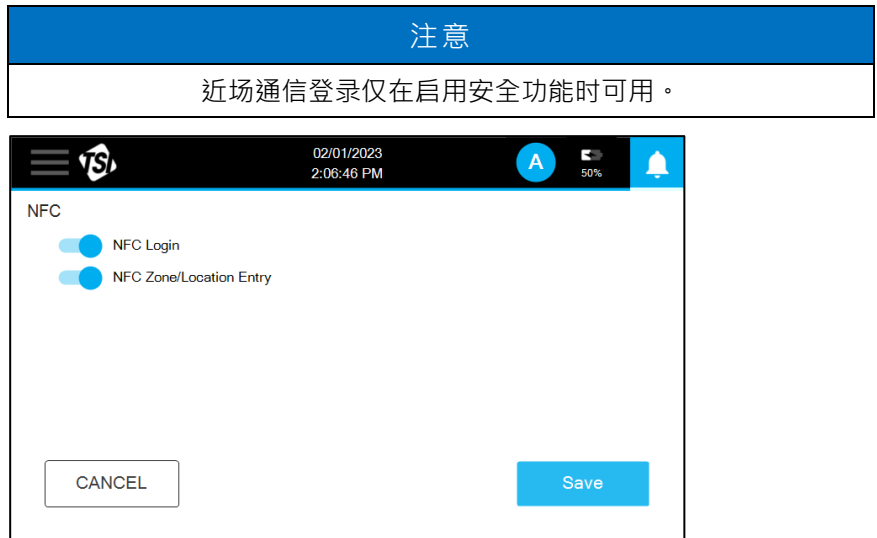 注意
近场通信登录仅在启用安全功能时可用。
TSI
02/01/2023
2:06:46 PM
A
50%
NFC
NFC Login
NFC Zone/Location Entry
CANCEL
Save